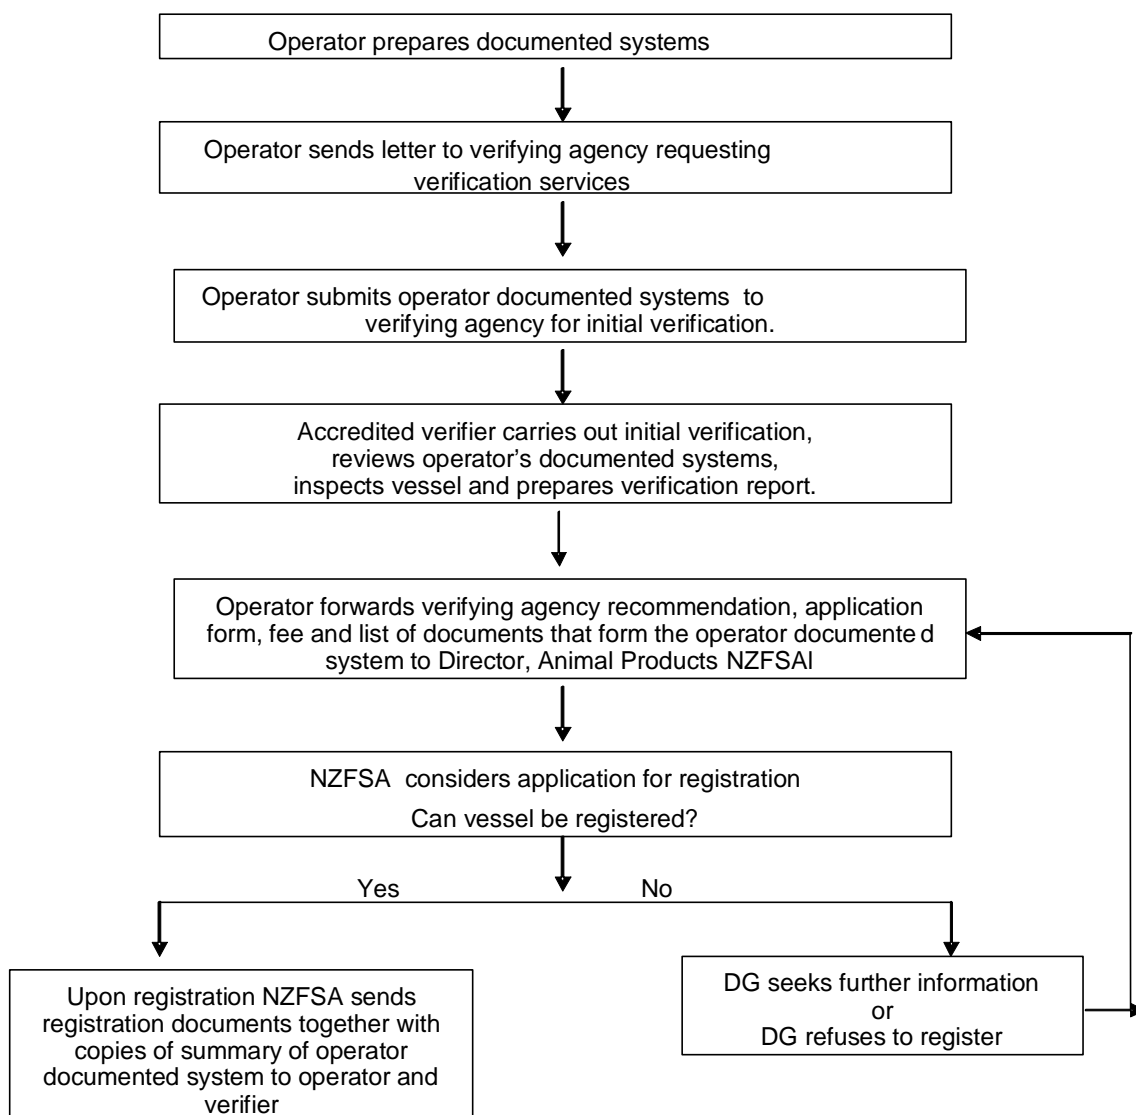 Operator prepares documented systems
Operator sends letter to verifying agency requesting
verification services
Operator submits operator documented systems to
verifying agency for initial verification.
Accredited verifier carries out initial verification,
reviews operator’s documented systems,
inspects vessel and prepares verification report.
Operator forwards verifying agency recommendation, application
form, fee and list of documents that form the operator documente d
system to Director, Animal Products NZFSAl
NZFSA considers application for registration
Can vessel be registered?
Yes
No
Upon registration NZFSA sends
registration documents together with
copies of summary of operator
documented system to operator and
verifier
DG seeks further information
or
DG refuses to register